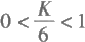 0 < K/6 < 1